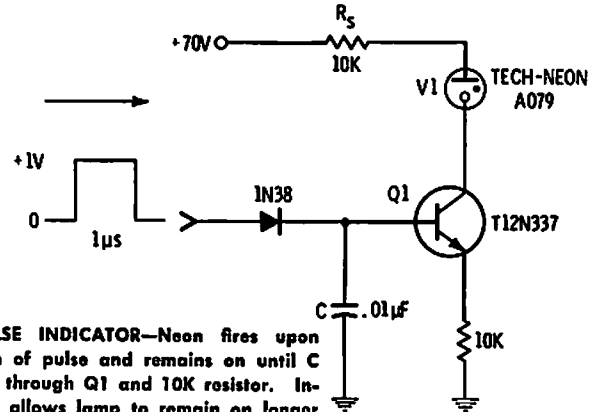 Rs
+70V
10K
V1
TECH-NEON
A079
+1V
0
1μs
1N38
Q1
T12N337
C .01μF
10K
LSE INDICATOR—Neon fires upon
of pulse and remains on until C
through Q1 and 10K resistor. In-
allows lamp to remain on longer